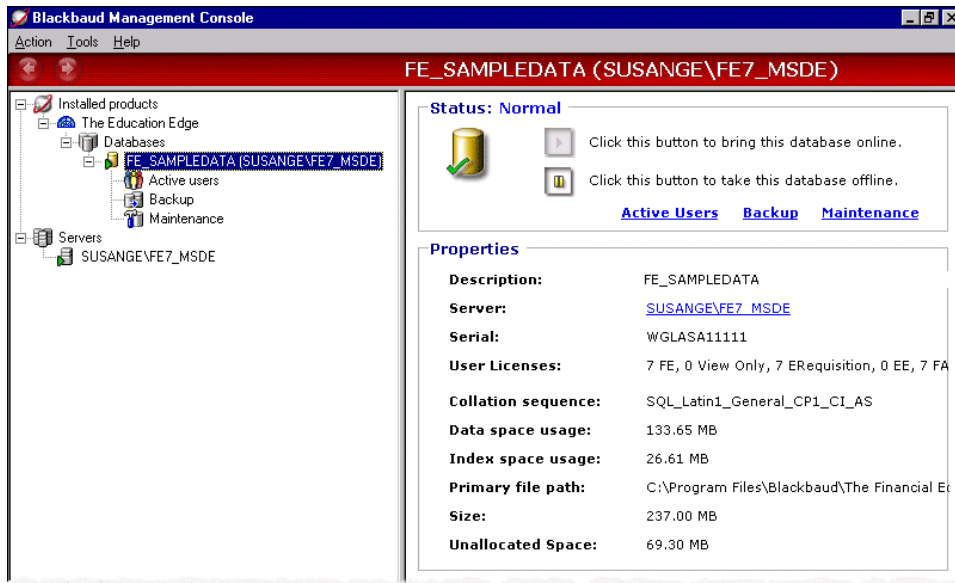 Blackbaud Management Console
Action Tools Help
FE_SAMPLEDATA (SUSANGE\FE7_MSDE)
Installed products
The Education Edge
Databases
FE_SAMPLEDATA (SUSANGE\FE7_MSDE)
Active users
Backup
Maintenance
Servers
SUSANGE\FE7_MSDE
Status: Normal
Click this button to bring this database online.
Click this button to take this database offline.
Active Users Backup Maintenance
Properties
Description: FE_SAMPLEDATA
Server: SUSANGE\FE7_MSDE
Serial: WGLASA11111
User Licenses: 7 FE, 0 View Only, 7 ERequisition, 0 EE, 7 FA
Collation sequence: SQL_Latin1_General_CP1_CI_AS
Data space usage: 133.65 MB
Index space usage: 26.61 MB
Primary file path: C:\Program Files\Blackbaud\The Financial
Size: 237.00 MB
Unallocated Space: 69.30 MB